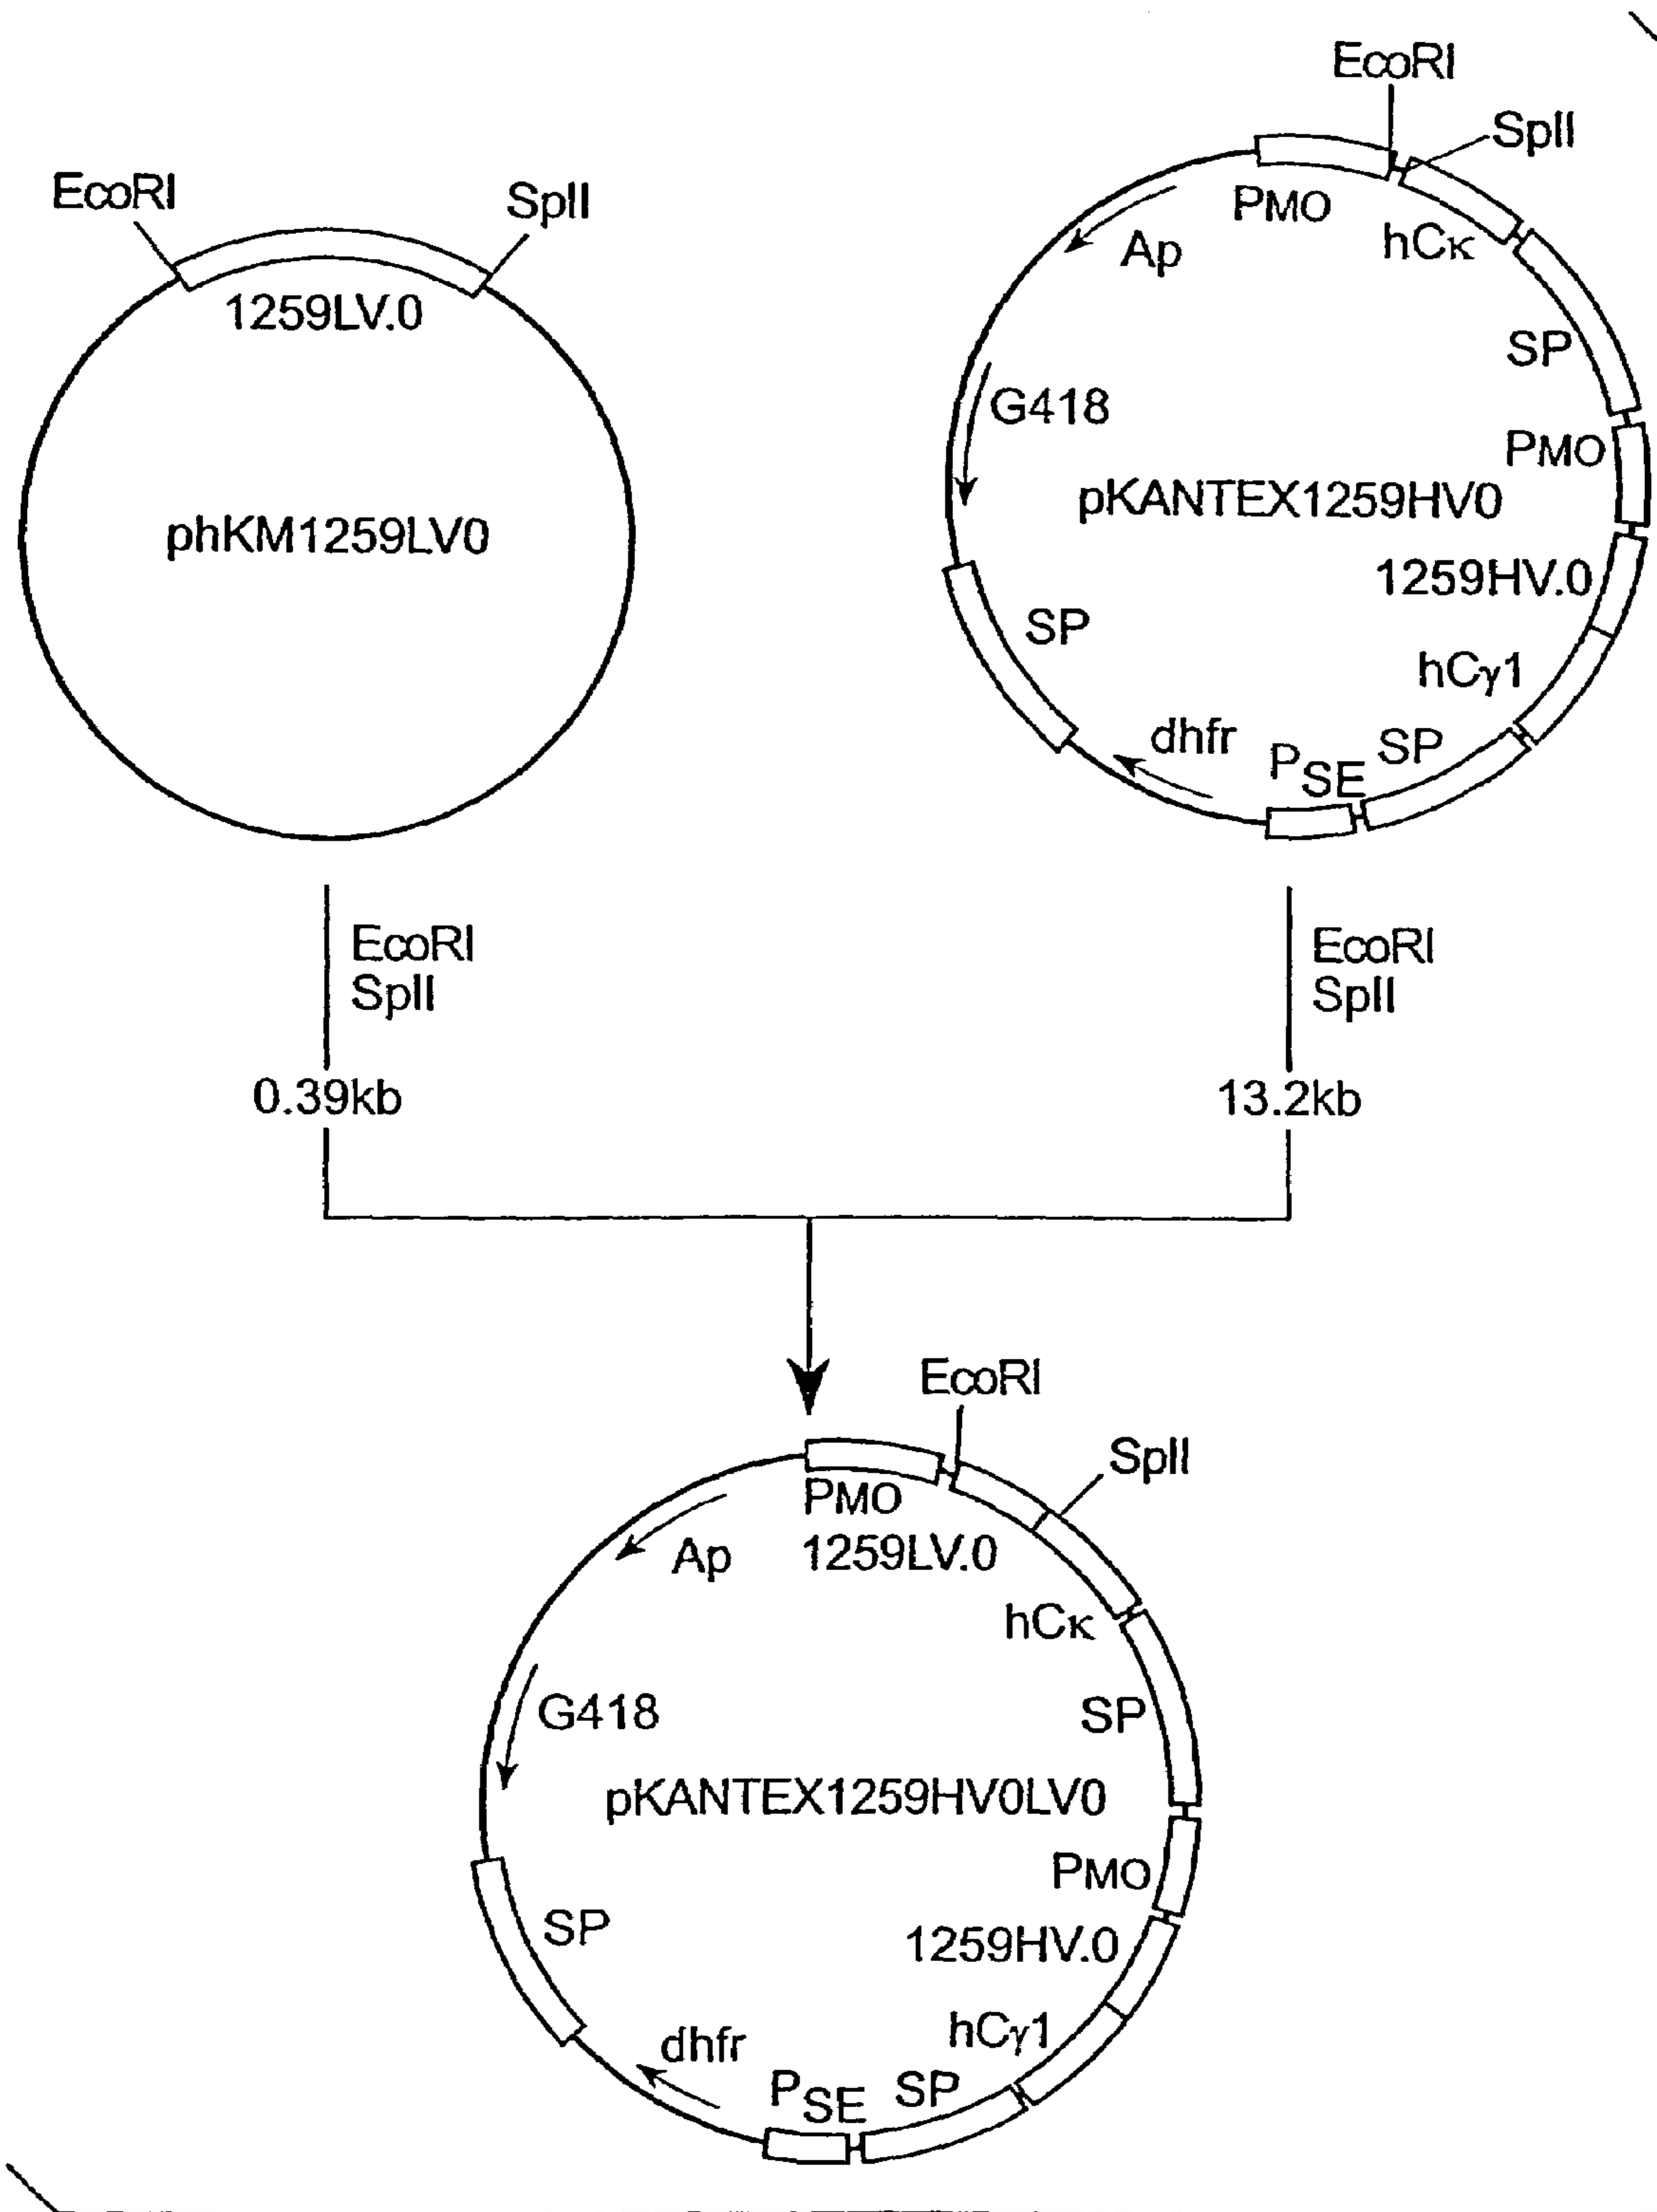 EcoRI
SplI
1259LV.0
phKM1259LV0
EcoRI
SplI
PMO
hCκ
Ap
SP
G418
PMO
pKANTEX1259HV0
1259HV.0
SP
hCγ1
dhfr
PSE
SP
EcoRI
SplI
0.39kb
EcoRI
SplI
13.2kb
EcoRI
SplI
PMO
1259LV.0
Ap
hCκ
G418
SP
pKANTEX1259HV0LV0
PMO
SP
1259HV.0
hCγ1
dhfr
PSE
SP